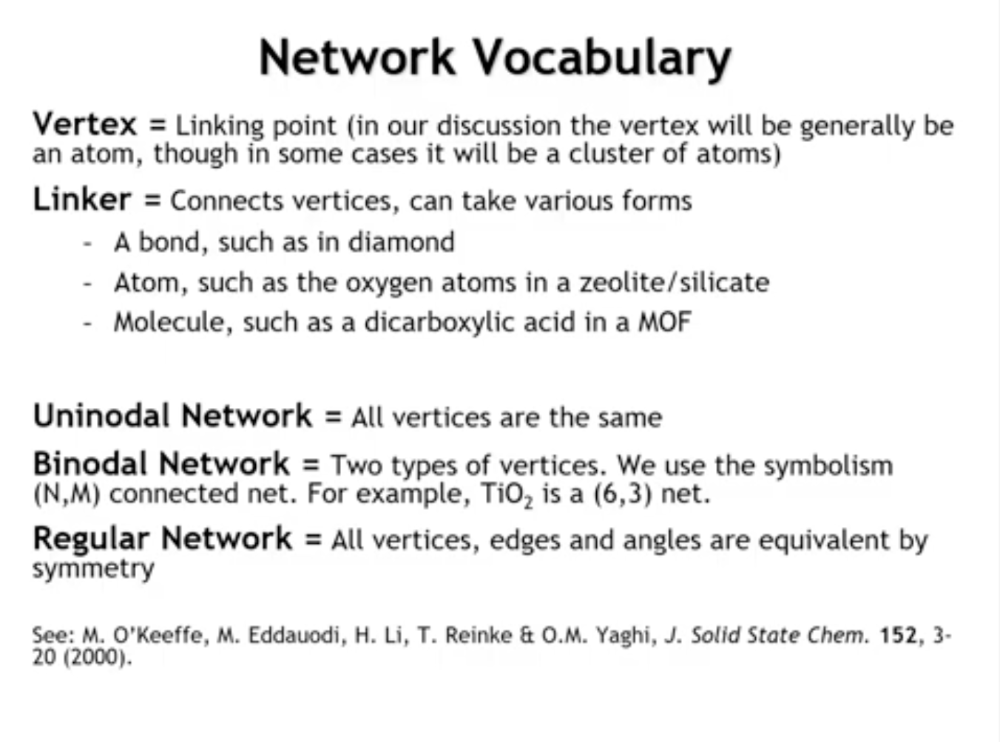 Network Vocabulary
Vertex = Linking point (in our discussion the vertex will be generally be
an atom, though in some cases it will be a cluster of atoms)
Linker = Connects vertices, can take various forms
- A bond, such as in diamond
- Atom, such as the oxygen atoms in a zeolite/silicate
- Molecule, such as a dicarboxylic acid in a MOF
Uninodal Network = All vertices are the same
Binodal Network = Two types of vertices. We use the symbolism
(N,M) connected net. For example, TiO₂ is a (6,3) net.
Regular Network = All vertices, edges and angles are equivalent by
symmetry
See: M. O'Keeffe, M. Eddauodi, H. Li, T. Reinke & O.M. Yaghi, J. Solid State Chem. 152, 3-
20 (2000).